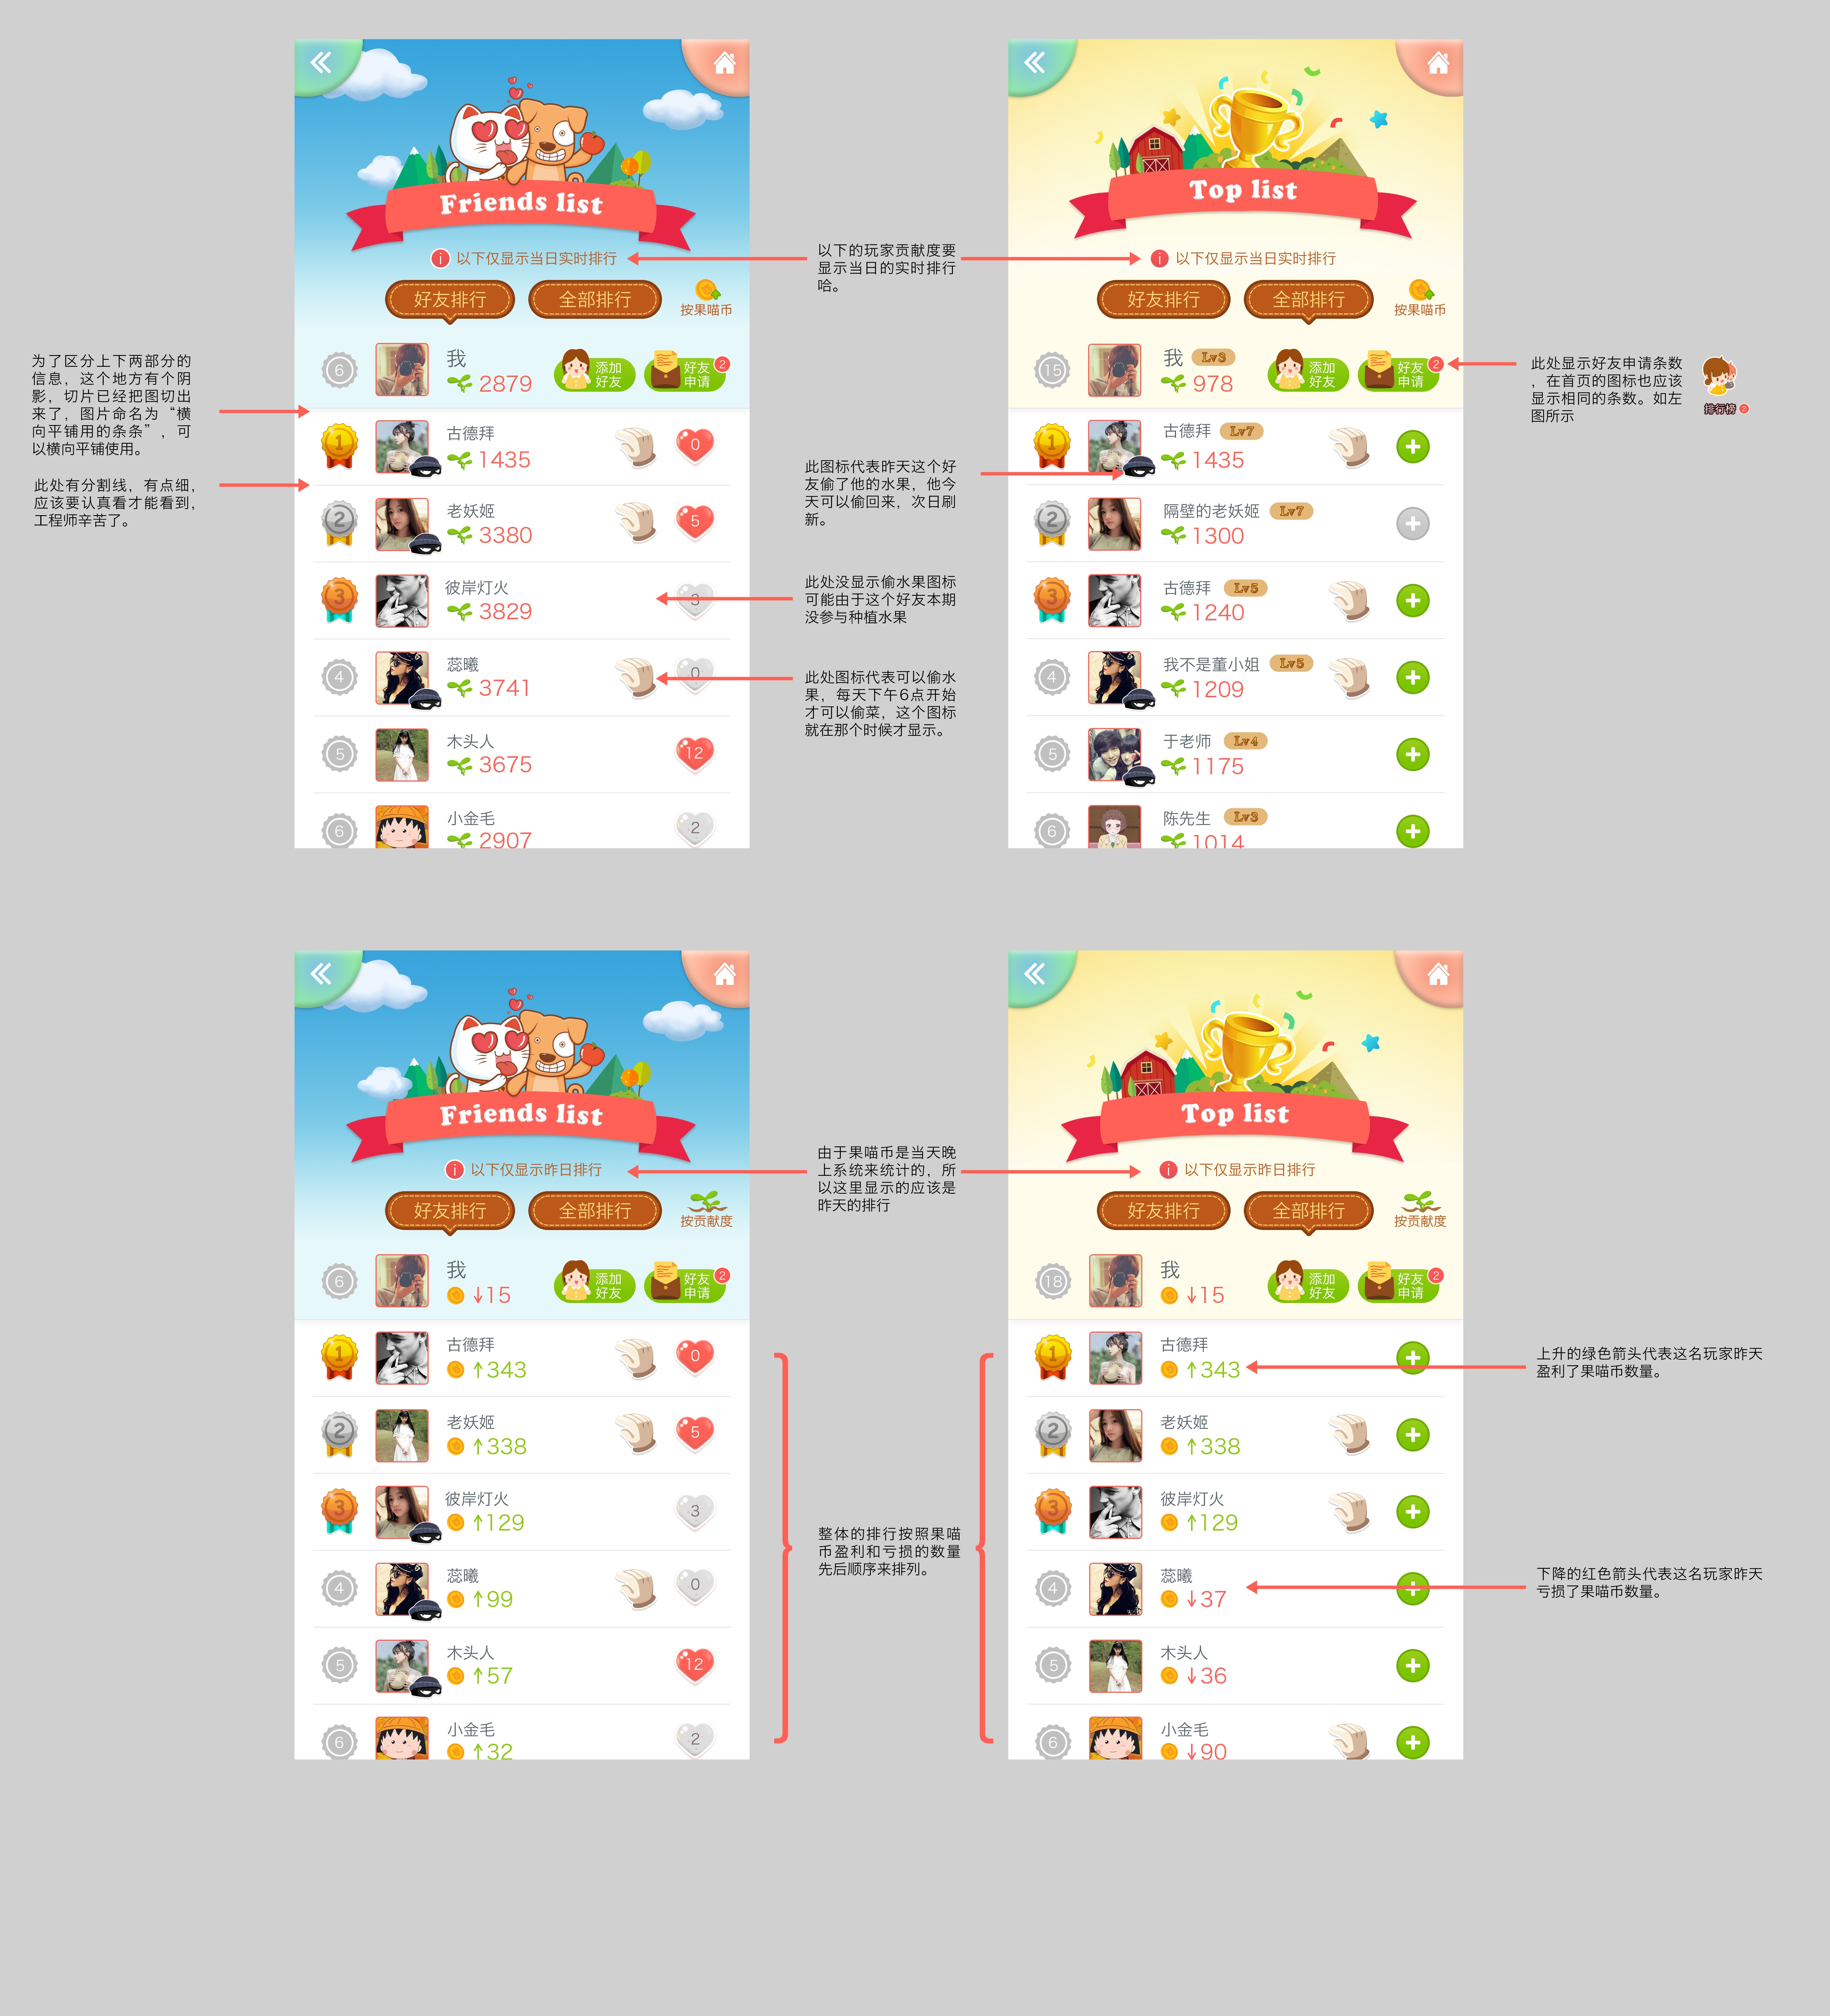 Friends list
以下仅显示当日实时排行
好友排行
全部排行
按果喵币
6
我
2879
添加
好友
好友
申请
2
1
古德拜
1435
0
2
老妖姬
3380
5
3
彼岸灯火
3829
3
4
蕊曦
3741
0
5
木头人
3675
12
6
小金毛
2907
2
为了区分上下两部分的
信息，这个地方有个阴
影，切片已经把图切出
来了，图片命名为“横
向平铺用的条条”，可
以横向平铺使用。
此处有分割线，有点细，
应该要认真看才能看到，
工程师辛苦了。
以下的玩家贡献度要
显示当日的实时排行
哈。
此图标代表昨天这个好
友偷了他的水果，他今
天可以偷回来，次日刷
新。
此处没显示偷水果图标
可能由于这个好友本期
没参与种植水果
此处图标代表可以偷水
果，每天下午6点开始
才可以偷菜，这个图标
就在那个时候才显示。
Top list
以下仅显示当日实时排行
好友排行
全部排行
按果喵币
15
我 Lv3
978
添加
好友
好友
申请
2
1
古德拜 Lv7
1435
2
隔壁的老妖姬 Lv7
1300
3
古德拜 Lv5
1240
4
我不是董小姐 Lv5
1209
5
于老师 Lv4
1175
6
陈先生 Lv3
1014
此处显示好友申请条数
，在首页的图标也应该
显示相同的条数。如左
图所示
排行榜 2
Friends list
以下仅显示昨日排行
好友排行
全部排行
按贡献度
6
我
↓15
添加
好友
好友
申请
2
1
古德拜
↑343
0
2
老妖姬
↑338
5
3
彼岸灯火
↑129
3
4
蕊曦
↑99
0
5
木头人
↑57
12
6
小金毛
↑32
2
由于果喵币是当天晚
上系统来统计的，所
以这里显示的应该是
昨天的排行
整体的排行按照果喵
币盈利和亏损的数量
先后顺序来排列。
Top list
以下仅显示昨日排行
好友排行
全部排行
按贡献度
18
我
↓15
添加
好友
好友
申请
2
1
古德拜
↑343
2
老妖姬
↑338
3
彼岸灯火
↑129
4
蕊曦
↓37
5
木头人
↓36
6
小金毛
↓90
上升的绿色箭头代表这名玩家昨天
盈利了果喵币数量。
下降的红色箭头代表这名玩家昨天
亏损了果喵币数量。